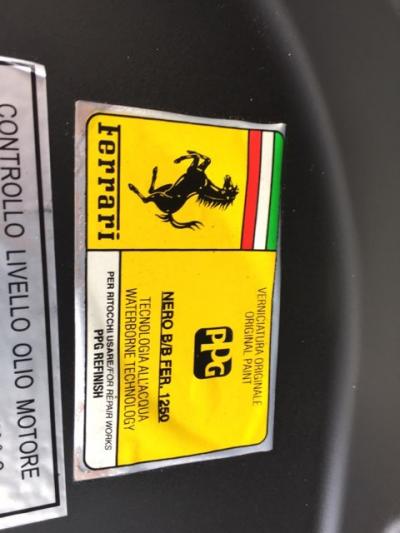 Ferrari
VERNICIATURA ORIGINALE
ORIGINAL PAINT
PPG
NERO B/B FER. 1250
TECNOLOGIA ALL'ACQUA
WATERBORNE TECHNOLOGY
PER RITOCCHI USARE/FOR REPAIR WORKS
PPG REFINISH
CONTROLLO LIVELLO OLIO MOTORE